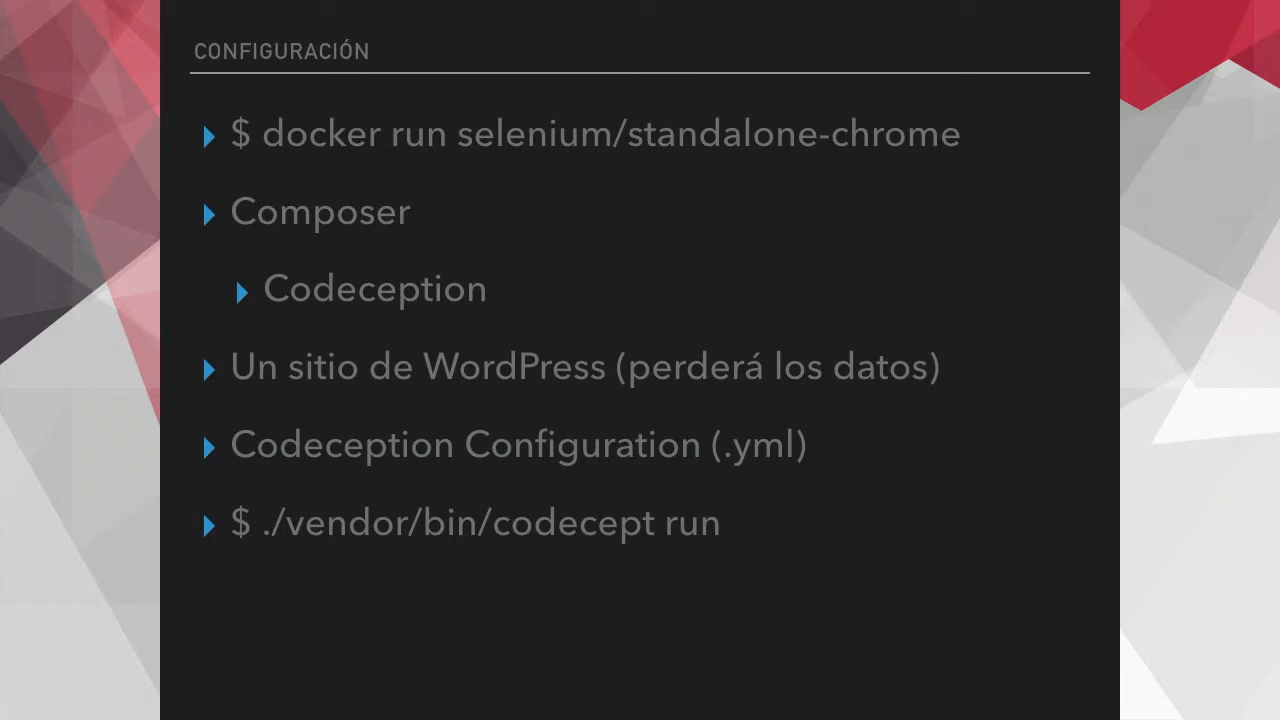 CONFIGURACIÓN
$ docker run selenium/standalone-chrome
Composer
Codeception
Un sitio de WordPress (perderá los datos)
Codeception Configuration (.yml)
$ ./vendor/bin/codecept run